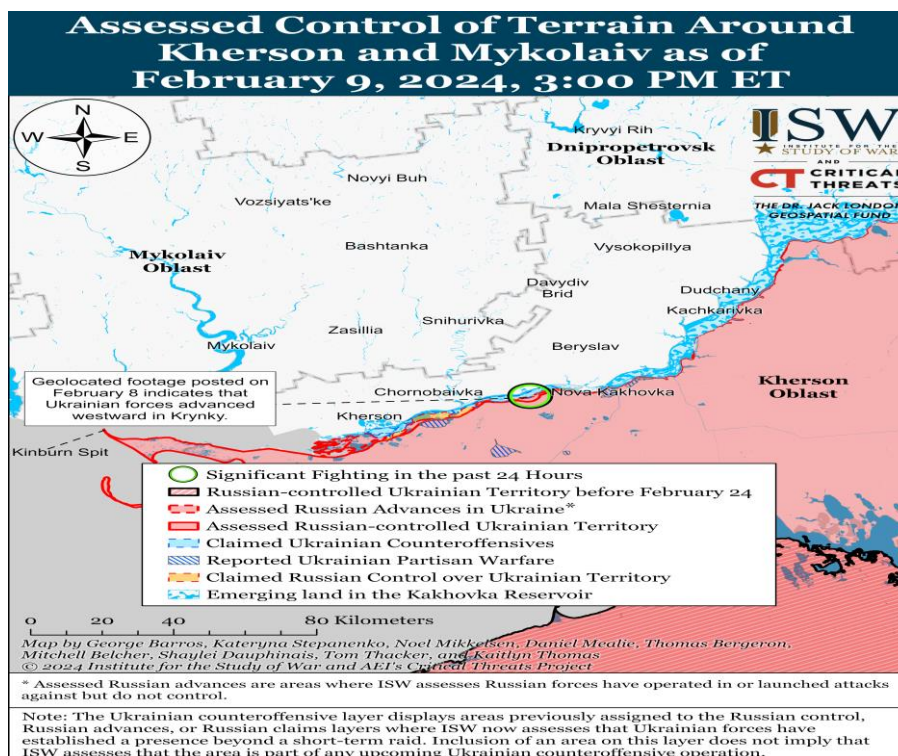 Assessed Control of Terrain Around
Kherson and Mykolaiv as of
February 9, 2024, 3:00 PM ET
N
W E
S
Kryvyi Rih
Dnipropetrovsk
Oblast
ISW
INSTITUTE FOR THE
STUDY OF WAR
AND
CT CRITICAL
THREATS
THE DR. JACK LONDON
GEOSPATIAL FUND
Novyi Buh
Vozsiyats'ke
Mala Shesternia
Bashtanka
Vysokopillya
Mykolaiv
Oblast
Davydiv
Brid
Dudchany
Kachkarivka
Snihurivka
Zasillia
Mykolaiv
Beryslav
Geolocated footage posted on
February 8 indicates that
Ukrainian forces advanced
westward in Krynky.
Chornobaivka
Nova Kakhovka
Kherson
Oblast
Kherson
Kinburn Spit
Significant Fighting in the past 24 Hours
Russian-controlled Ukrainian Territory before February 24
Assessed Russian Advances in Ukraine*
Assessed Russian-controlled Ukrainian Territory
Claimed Ukrainian Counteroffensives
Reported Ukrainian Partisan Warfare
Claimed Russian Control over Ukrainian Territory
Emerging land in the Kakhovka Reservoir
0 20 40 80 Kilometers
Map by George Barros, Kateryna Stepanenko, Noel Mikkelsen, Daniel Mealie, Thomas Bergeron,
Mitchell Belcher, Shaylei Dauphinais, Tom Thacker, and Kaitlyn Thomas
© 2024 Institute for the Study of War and AEI's Critical Threats Project
* Assessed Russian advances are areas where ISW assesses Russian forces have operated in or launched attacks
against but do not control.
Note: The Ukrainian counteroffensive layer displays areas previously assigned to the Russian control,
Russian advances, or Russian claims layers where ISW now assesses that Ukrainian forces have
established a presence beyond a short-term raid. Inclusion of an area on this layer does not imply that
ISW assesses that the area is part of any upcoming Ukrainian counteroffensive operation.